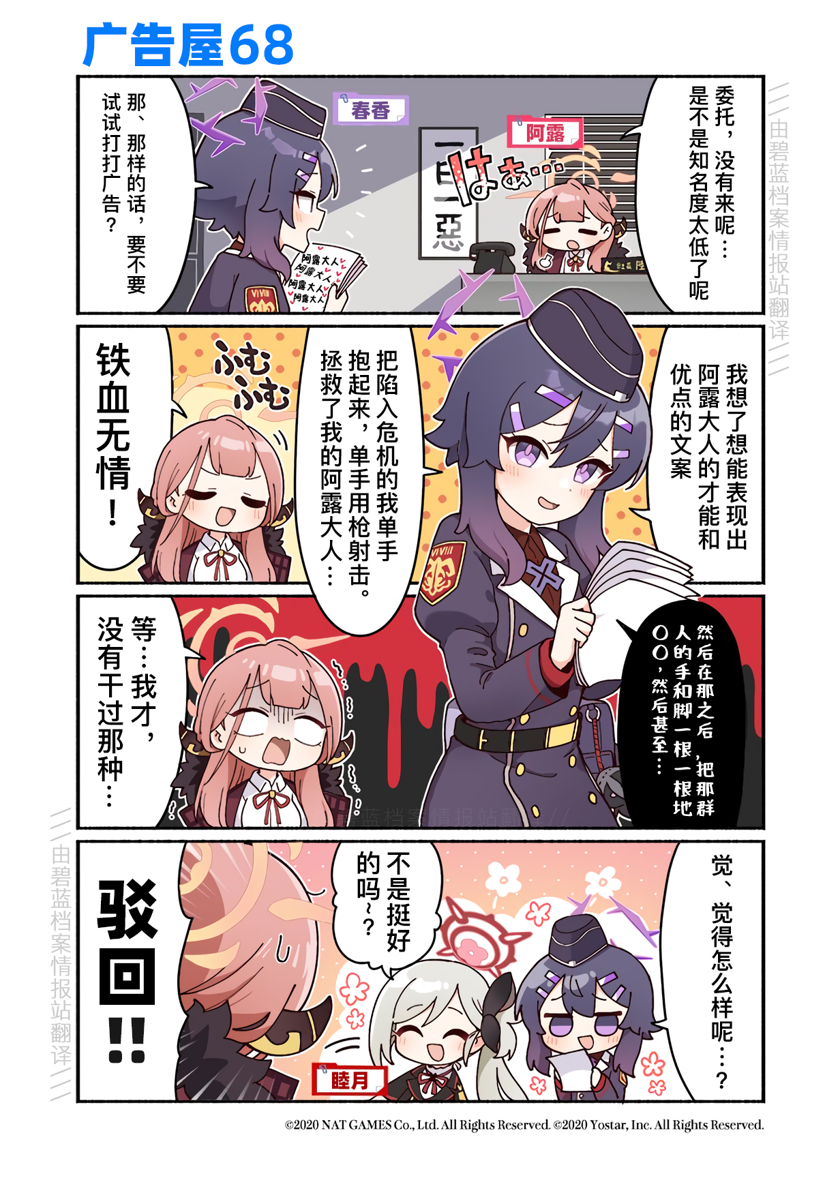 广告屋68
委托，没有来呢…
是不是知名度太低了呢
阿露
はぁ…
一日一惡
春香
那、那样的话，要不要
试试打打广告？
阿露大人
阿露大人
阿露大人
阿露大人
VIVIII
我想了想能表现出
阿露大人的才能和
优点的文案
把陷入危机的我单手
抱起来，单手用枪射击。
拯救了我的阿露大人…
ふむ
ふむ
铁血无情！
VIVIII
然后在那之后，把那群
人的手和脚一根一根地
〇〇，然后甚至…
等…我才，
没有干过那种…
觉、觉得怎么样呢…？
不是挺好
的吗~？
睦月
驳回!!
由碧蓝档案情报站翻译
由碧蓝档案情报站翻译
©2020 NAT GAMES Co., Ltd. All Rights Reserved. ©2020 Yostar, Inc. All Rights Reserved.